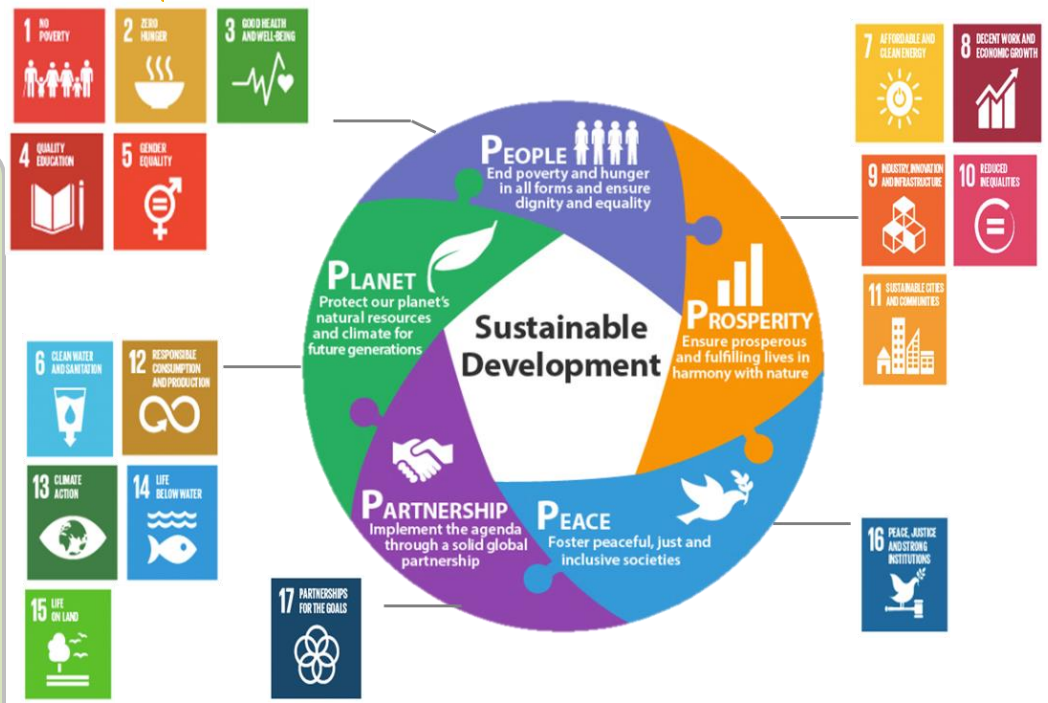 1 NO
POVERTY
2 ZERO
HUNGER
3 GOOD HEALTH
AND WELL-BEING
4 QUALITY
EDUCATION
5 GENDER
EQUALITY
7 AFFORDABLE AND
CLEAN ENERGY
8 DECENT WORK AND
ECONOMIC GROWTH
9 INDUSTRY, INNOVATION
AND INFRASTRUCTURE
10 REDUCED
INEQUALITIES
11 SUSTAINABLE CITIES
AND COMMUNITIES
PEOPLE
End poverty and hunger
in all forms and ensure
dignity and equality
PLANET
Protect our planet's
natural resources
and climate for
future generations
Sustainable
Development
PROSPERITY
Ensure prosperous
and fulfilling lives in
harmony with nature
6 CLEAN WATER
AND SANITATION
12 RESPONSIBLE
CONSUMPTION
AND PRODUCTION
13 CLIMATE
ACTION
14 LIFE
BELOW WATER
15 LIFE
ON LAND
PARTNERSHIP
Implement the agenda
through a solid global
partnership
PEACE
Foster peaceful, just and
inclusive societies
16 PEACE, JUSTICE
AND STRONG
INSTITUTIONS
17 PARTNERSHIPS
FOR THE GOALS